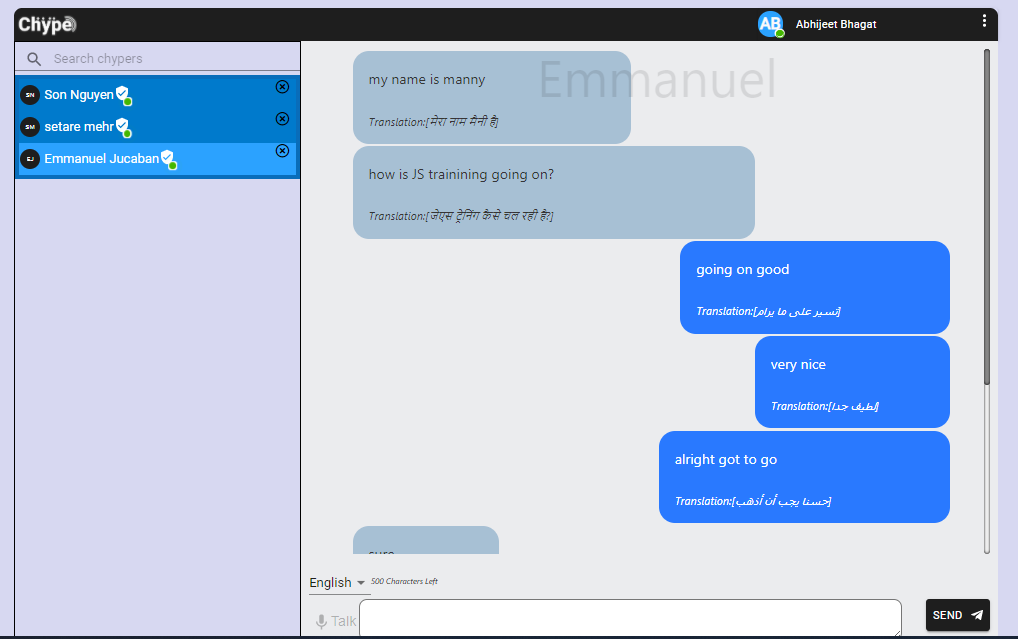 Chype
AB
Abhijeet Bhagat
Search chypers
SN
Son Nguyen
SM
setare mehr
EJ
Emmanuel Jucaban
Emmanuel
my name is manny
Translation:[मेरा नाम मैनी है]
how is JS trainining going on?
Translation:[जेएस ट्रेनिंग कैसे चल रही है?]
going on good
Translation:[تسير على ما يرام]
very nice
Translation:[لطيف جدا]
alright got to go
Translation:[حسنا يجب أن أذهب]
sure
English
500 Characters Left
Talk
SEND